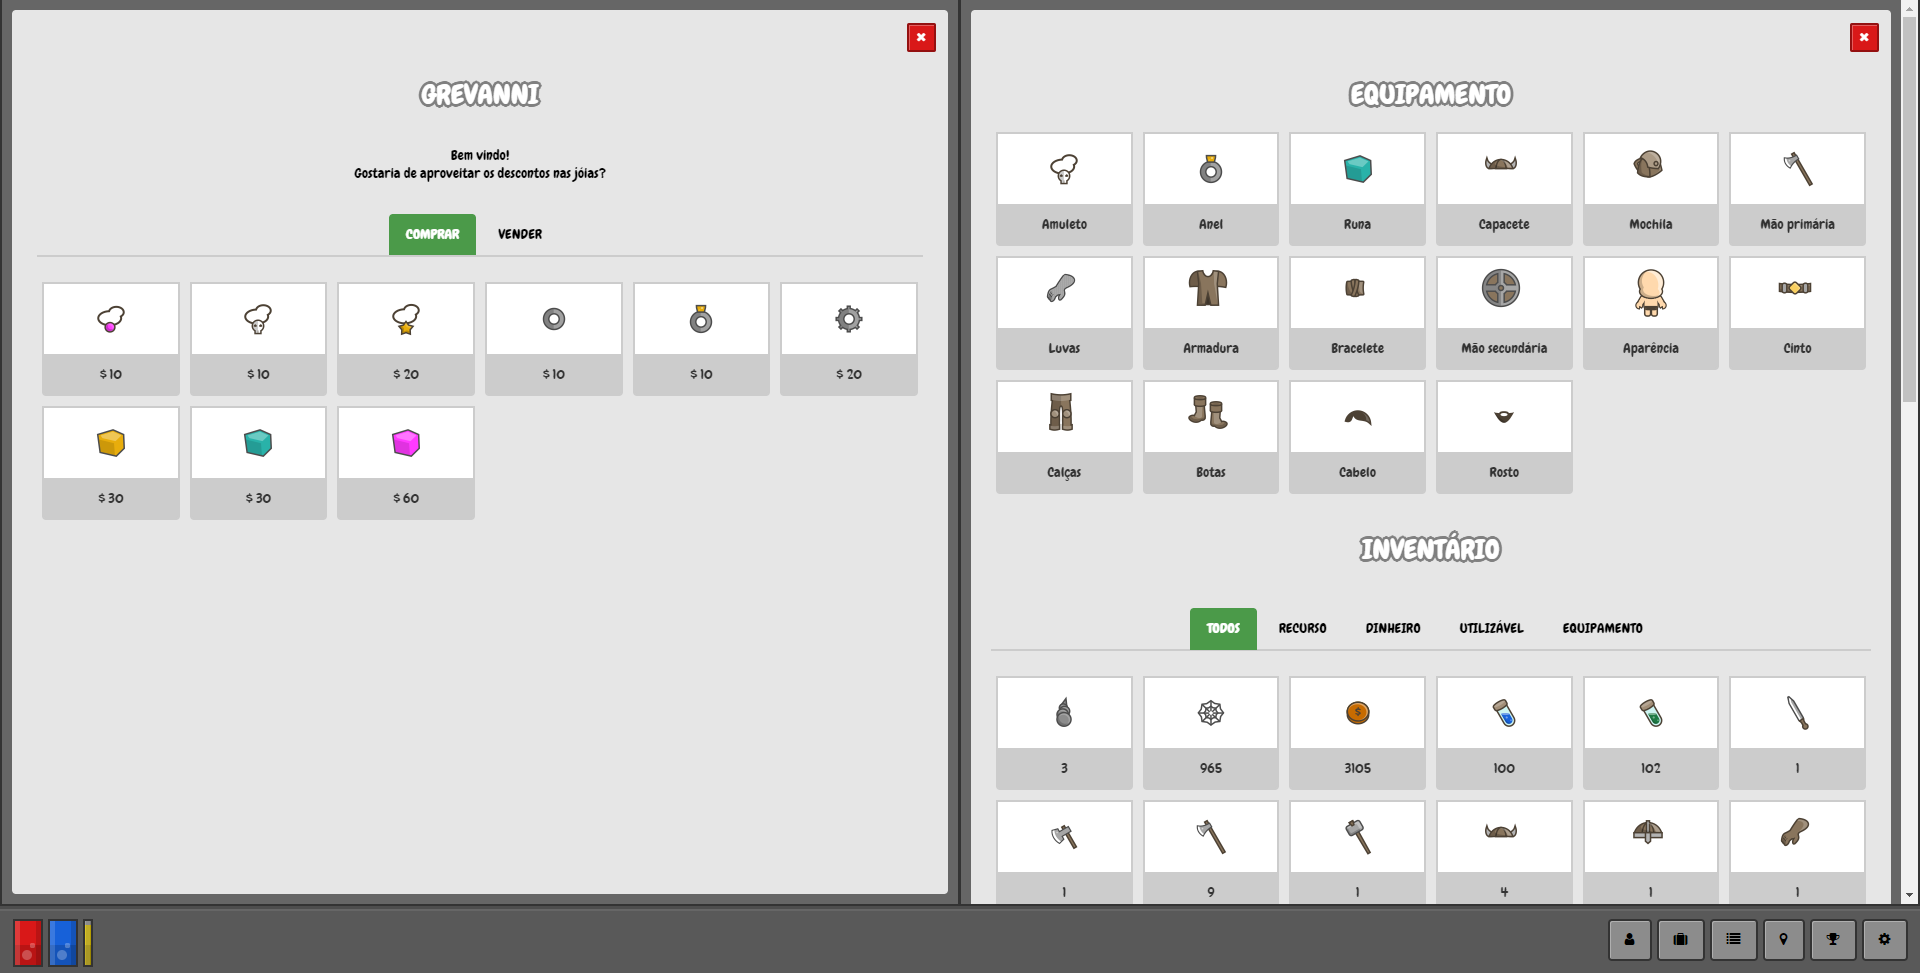 GREVANNI
Bem vindo!
Gostaria de aproveitar os descontos nas jóias?
COMPRAR VENDER
$ 10 $ 10 $ 20 $ 10 $ 10 $ 20
$ 30 $ 30 $ 60
EQUIPAMENTO
Amuleto Anel Runa Capacete Mochila Mão primária
Luvas Armadura Bracelete Mão secundária Aparência Cinto
Calças Botas Cabelo Rosto
INVENTÁRIO
TODOS RECURSO DINHEIRO UTILIZÁVEL EQUIPAMENTO
3 965 3105 100 102 1
1 9 1 4 1 1